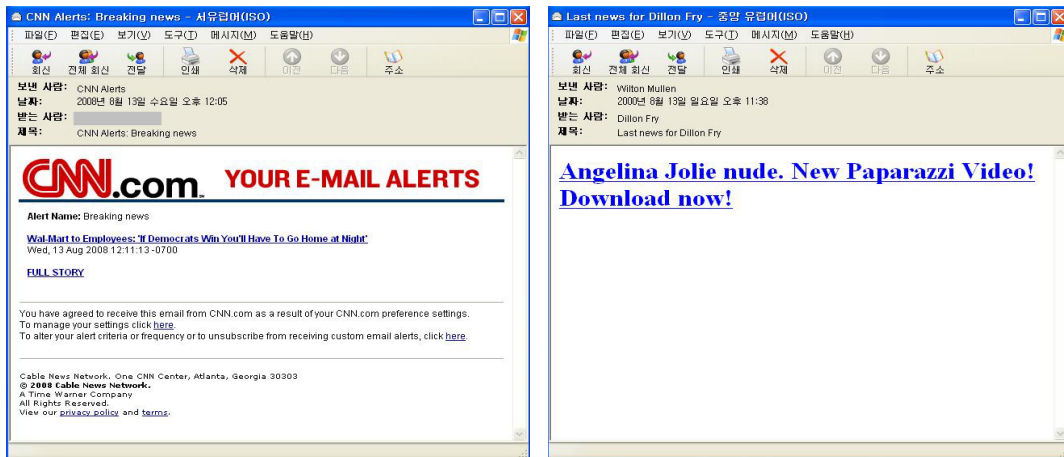 CNN Alerts: Breaking news - 서유럽어(ISO)
파일(F) 편집(E) 보기(V) 도구(T) 메시지(M) 도움말(H)
회신 전체 회신 전달 인쇄 삭제 이전 다음 주소
보낸 사람: CNN Alerts
날짜: 2008년 8월 13일 수요일 오후 12:05
받는 사람:
제목: CNN Alerts: Breaking news
CNN.com. YOUR E-MAIL ALERTS
Alert Name: Breaking news
Wal-Mart to Employees: 'If Democrats Win You'll Have To Go Home at Night'
Wed, 13 Aug 2008 12:11:13 -0700
FULL STORY
You have agreed to receive this email from CNN.com as a result of your CNN.com preference settings.
To manage your settings click here.
To alter your alert criteria or frequency or to unsubscribe from receiving custom email alerts, click here.
Cable News Network. One CNN Center, Atlanta, Georgia 30303
© 2008 Cable News Network.
A Time Warner Company
All Rights Reserved.
View our privacy policy and terms.
Last news for Dillon Fry - 중앙 유럽어(ISO)
파일(F) 편집(E) 보기(V) 도구(T) 메시지(M) 도움말(H)
회신 전체 회신 전달 인쇄 삭제 이전 다음 주소
보낸 사람: Wilton Mullen
날짜: 2000년 8월 13일 일요일 오후 11:38
받는 사람: Dillon Fry
제목: Last news for Dillon Fry
Angelina Jolie nude. New Paparazzi Video!
Download now!